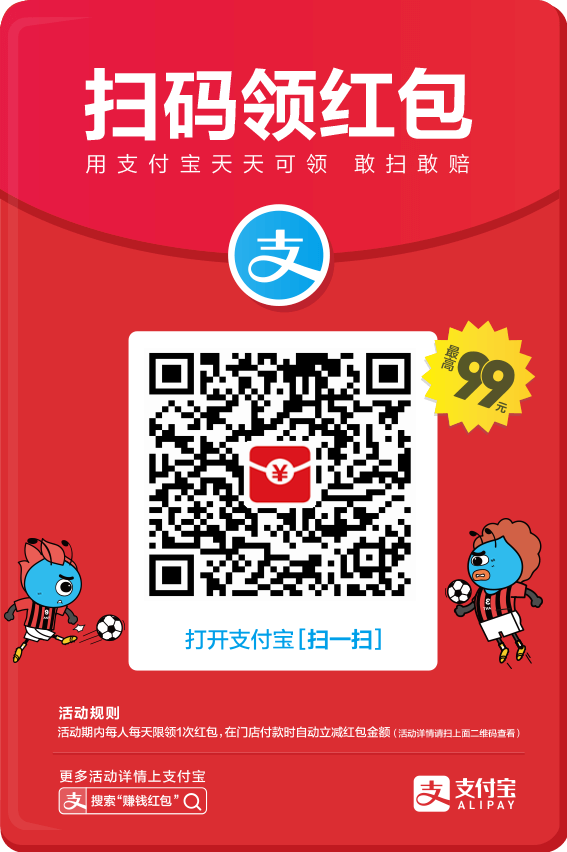 扫码领红包
用支付宝天天可领 敢扫敢赔
支
最高99元
¥
打开支付宝[扫一扫]
活动规则
活动期内每人每天限领1次红包，在门店付款时自动立减红包金额（活动详情请扫上面二维码查看）
更多活动详情上支付宝
支 搜索“赚钱红包”
支 支付宝
ALIPAY